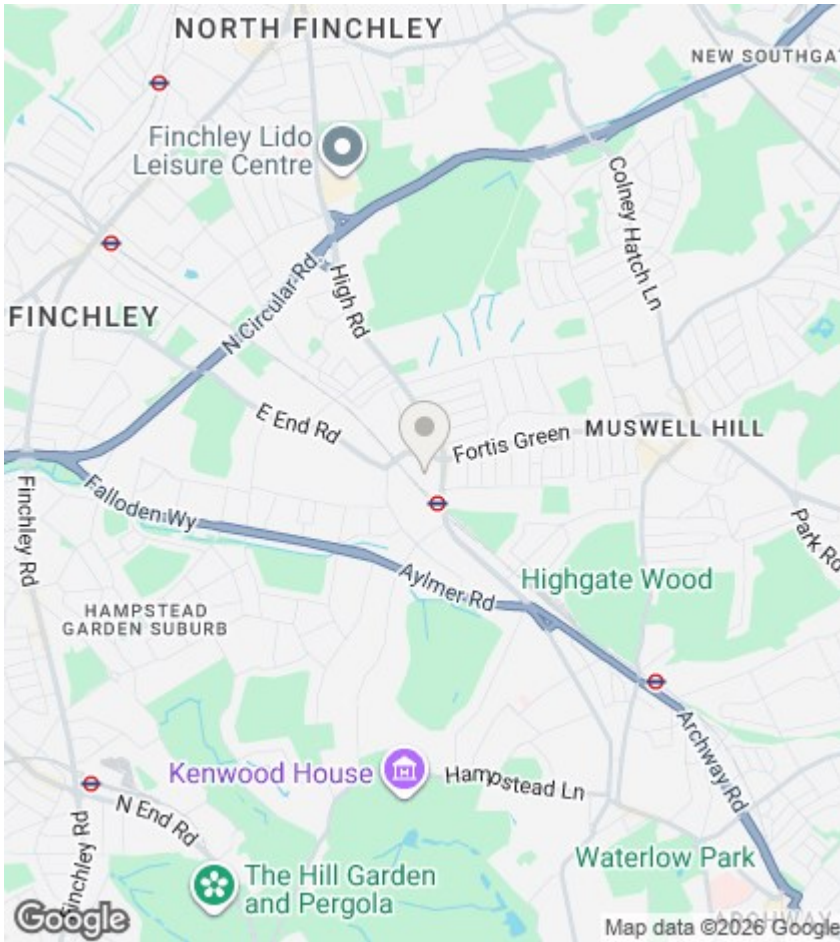 NORTH FINCHLEY
NEW SOUTHGAT
Finchley Lido
Leisure Centre
Colney Hatch Ln
High Rd
N Circular Rd
FINCHLEY
E End Rd
Fortis Green
MUSWELL HILL
Falloden Wy
Finchley Rd
Park Rd
Aylmer Rd
Highgate Wood
HAMPSTEAD
GARDEN SUBURB
Archway Rd
Kenwood House
Hampstead Ln
N End Rd
Finchley Rd
Waterlow Park
The Hill Garden
and Pergola
ARCHWAY
Google
Map data ©2026 Google